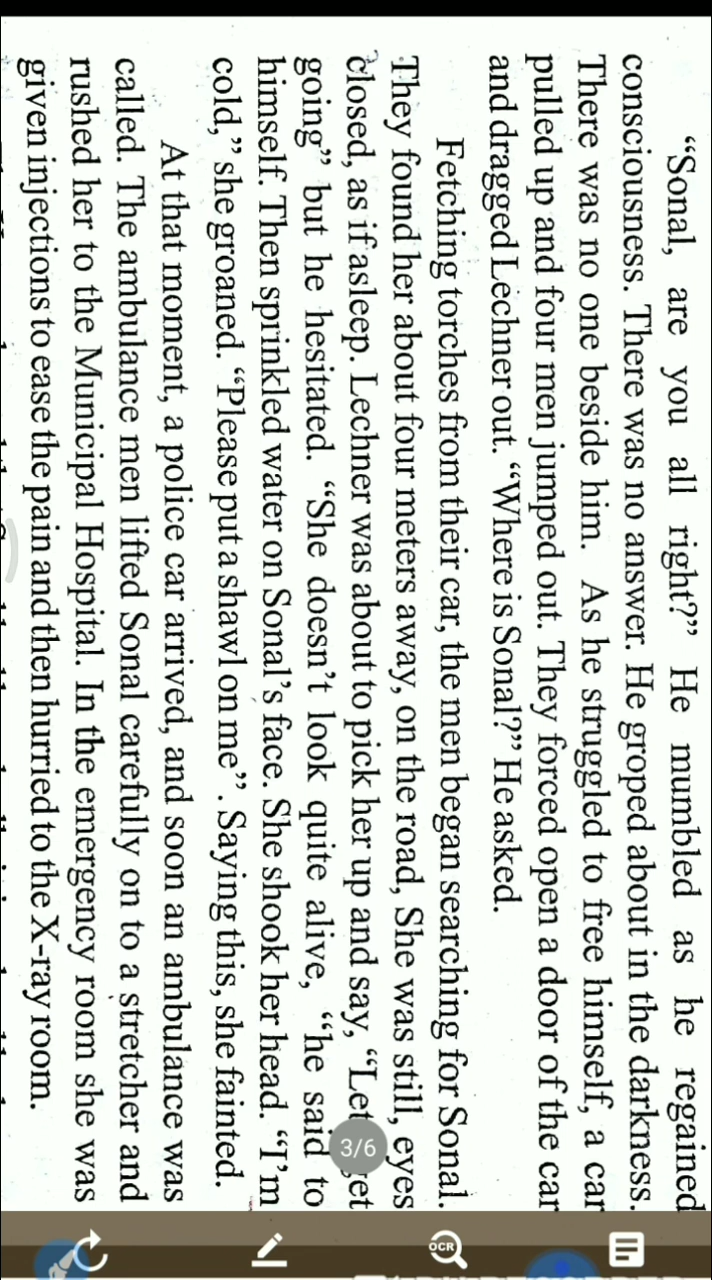 “Sonal, are you all right?” He mumbled as he regained
consciousness. There was no answer. He groped about in the darkness.
There was no one beside him. As he struggled to free himself, a car
pulled up and four men jumped out. They forced open a door of the car
and dragged Lechner out. “Where is Sonal?” He asked.
Fetching torches from their car, the men began searching for Sonal.
They found her about four meters away, on the road, She was still, eyes
closed, as if asleep. Lechner was about to pick her up and say, “Let
going” but he hesitated. “She doesn’t look quite alive, “he said to
himself. Then sprinkled water on Sonal’s face. She shook her head. “I’m
cold,” she groaned. “Please put a shawl on me”. Saying this, she fainted.
At that moment, a police car arrived, and soon an ambulance was
called. The ambulance men lifted Sonal carefully on to a stretcher and
rushed her to the Municipal Hospital. In the emergency room she was
given injections to ease the pain and then hurried to the X-ray room.
3/6
OCR